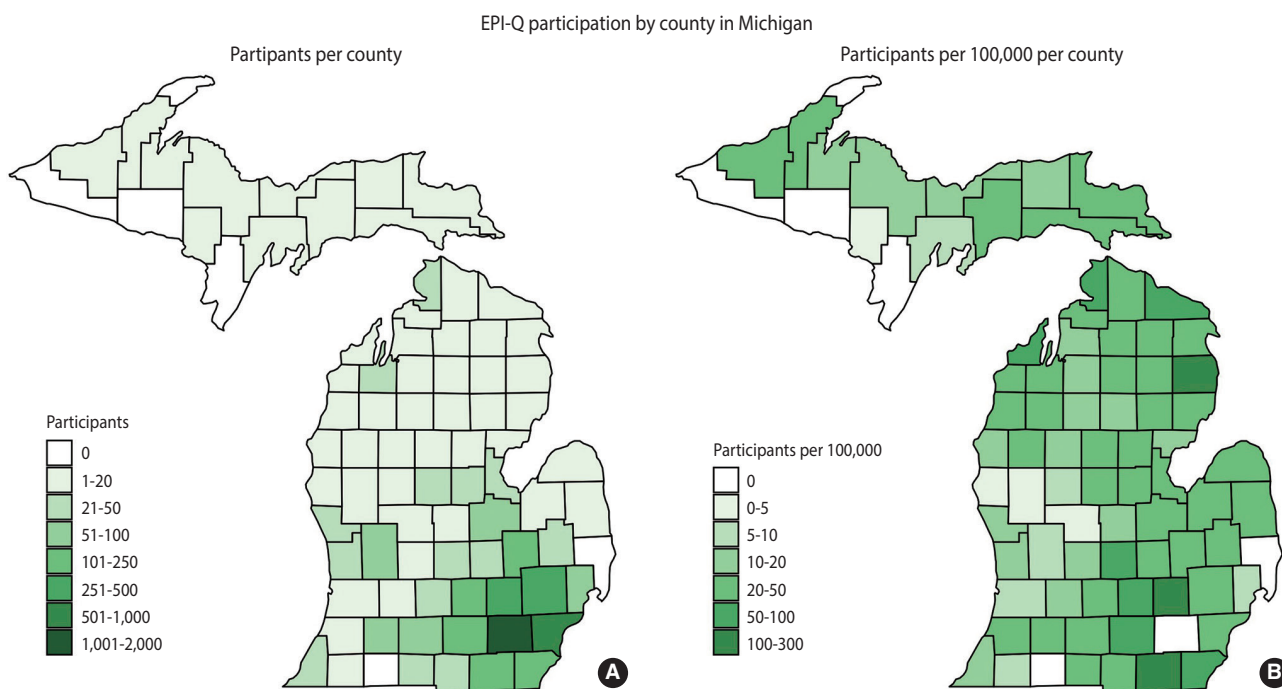 EPI-Q participation by county in Michigan
Partipants per county
Participants per 100,000 per county
Participants
0
1-20
21-50
51-100
101-250
251-500
501-1,000
1,001-2,000
A
Participants per 100,000
0
0-5
5-10
10-20
20-50
50-100
100-300
B